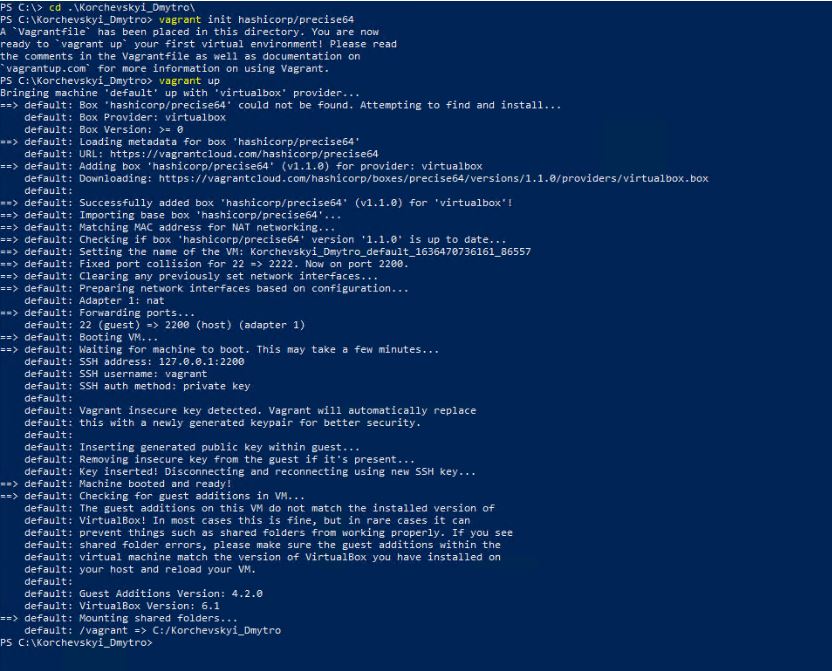 PS C:\> cd .\Korchevskyi_Dmytro\
PS C:\Korchevskyi_Dmytro> vagrant init hashicorp/precise64
A `Vagrantfile` has been placed in this directory. You are now
ready to `vagrant up` your first virtual environment! Please read
the comments in the Vagrantfile as well as documentation on
`vagrantup.com` for more information on using Vagrant.
PS C:\Korchevskyi_Dmytro> vagrant up
Bringing machine 'default' up with 'virtualbox' provider...
==> default: Box 'hashicorp/precise64' could not be found. Attempting to find and install...
    default: Box Provider: virtualbox
    default: Box Version: >= 0
==> default: Loading metadata for box 'hashicorp/precise64'
    default: URL: https://vagrantcloud.com/hashicorp/precise64
==> default: Adding box 'hashicorp/precise64' (v1.1.0) for provider: virtualbox
    default: Downloading: https://vagrantcloud.com/hashicorp/boxes/precise64/versions/1.1.0/providers/virtualbox.box
    default:
==> default: Successfully added box 'hashicorp/precise64' (v1.1.0) for 'virtualbox'!
==> default: Importing base box 'hashicorp/precise64'...
==> default: Matching MAC address for NAT networking...
==> default: Checking if box 'hashicorp/precise64' version '1.1.0' is up to date...
==> default: Setting the name of the VM: Korchevskyi_Dmytro_default_1636470736161_86557
==> default: Fixed port collision for 22 => 2222. Now on port 2200.
==> default: Clearing any previously set network interfaces...
==> default: Preparing network interfaces based on configuration...
    default: Adapter 1: nat
==> default: Forwarding ports...
    default: 22 (guest) => 2200 (host) (adapter 1)
==> default: Booting VM...
==> default: Waiting for machine to boot. This may take a few minutes...
    default: SSH address: 127.0.0.1:2200
    default: SSH username: vagrant
    default: SSH auth method: private key
    default:
    default: Vagrant insecure key detected. Vagrant will automatically replace
    default: this with a newly generated keypair for better security.
    default:
    default: Inserting generated public key within guest...
    default: Removing insecure key from the guest if it's present...
    default: Key inserted! Disconnecting and reconnecting using new SSH key...
==> default: Machine booted and ready!
==> default: Checking for guest additions in VM...
    default: The guest additions on this VM do not match the installed version of
    default: VirtualBox! In most cases this is fine, but in rare cases it can
    default: prevent things such as shared folders from working properly. If you see
    default: shared folder errors, please make sure the guest additions within the
    default: virtual machine match the version of VirtualBox you have installed on
    default: your host and reload your VM.
    default:
    default: Guest Additions Version: 4.2.0
    default: VirtualBox Version: 6.1
==> default: Mounting shared folders...
    default: /vagrant => C:/Korchevskyi_Dmytro
PS C:\Korchevskyi_Dmytro>